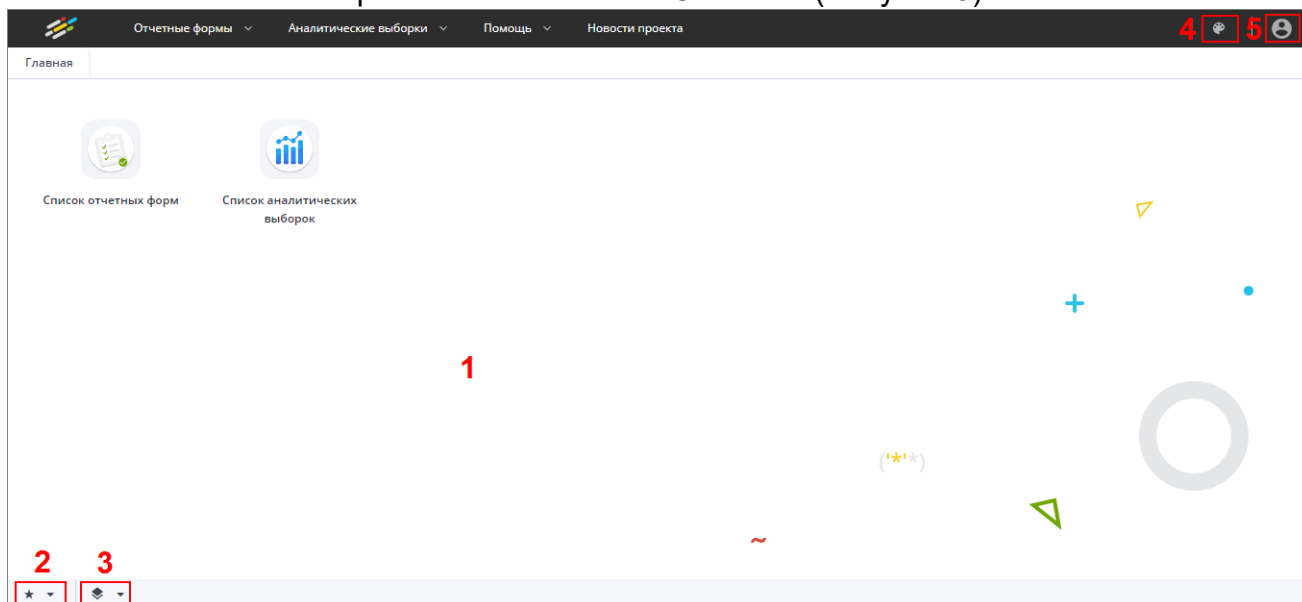 4 5
Отчетные формы Аналитические выборки Помощь Новости проекта
Главная
Список отчетных форм
Список аналитических
выборок
1
('*'*)
~
2 3